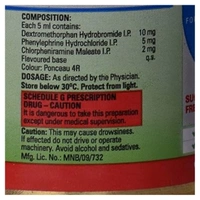 COMPOSITION:
Each 5 ml contains:
Dextromethorphan Hydrobromide I.P. 10 mg
Phenylephrine Hydrochloride I.P. 5 mg
Chlorpheniramine Maleate I.P. 2 mg
Flavoured base q.s.
Colour: Ponceau 4R
DOSAGE: As directed by the Physician.
Store below 30°C. Protect from light.
SCHEDULE G PRESCRIPTION
DRUG – CAUTION
It is dangerous to take this preparation
except under medical supervision.
Caution: This may cause drowsiness.
If affected do not drive or operate
machinery. Avoid alcohol and sedatives.
Mfg. Lic. No.: MNB/09/732
FO
SU
FR